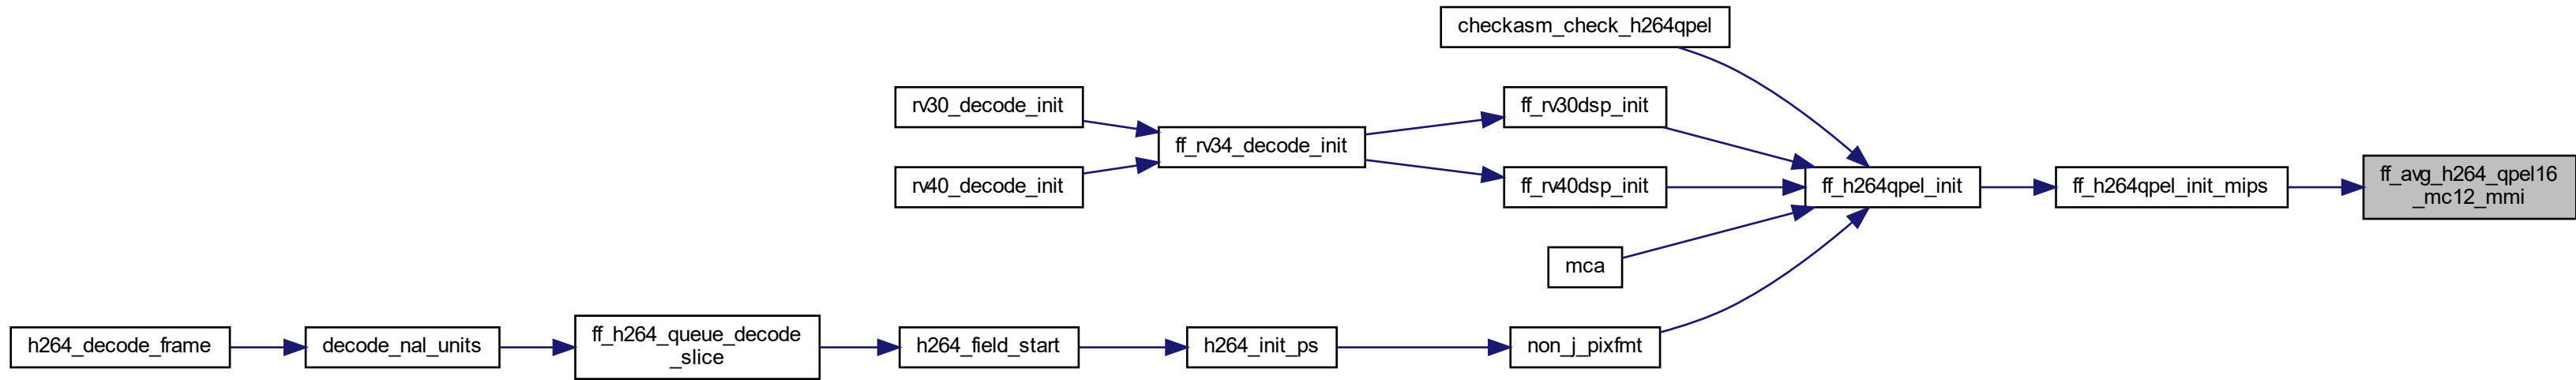 checkasm_check_h264qpel
rv30_decode_init
ff_rv30dsp_init
ff_rv34_decode_init
rv40_decode_init
ff_rv40dsp_init
ff_h264qpel_init
ff_h264qpel_init_mips
ff_avg_h264_qpel16
_mc12_mmi
mca
h264_decode_frame
decode_nal_units
ff_h264_queue_decode
_slice
h264_field_start
h264_init_ps
non_j_pixfmt